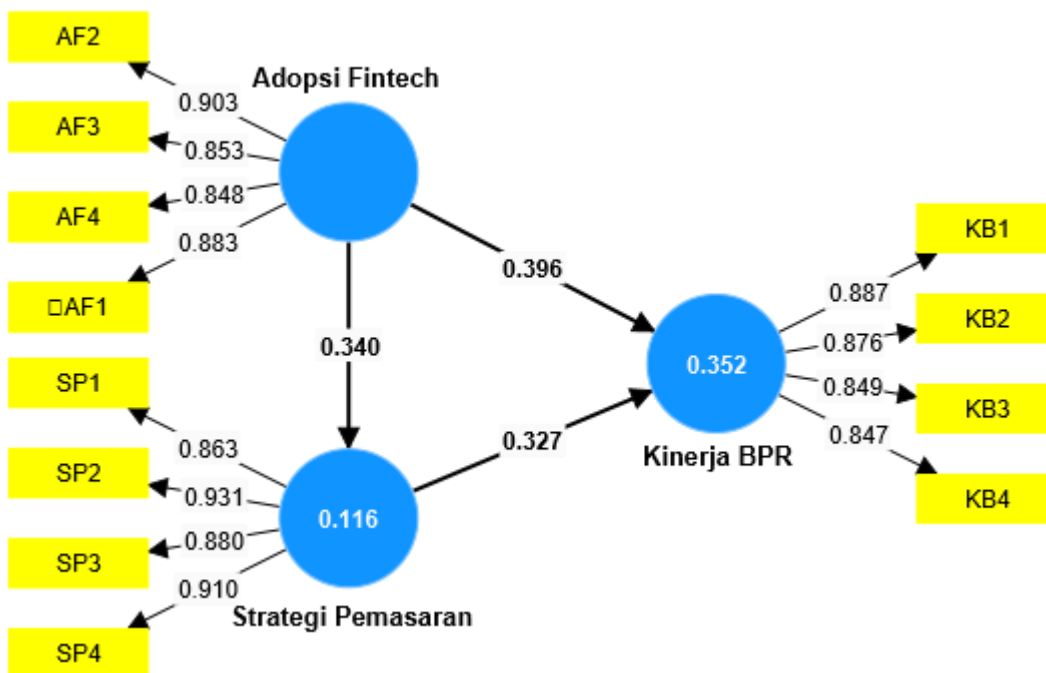 AF2
Adopsi Fintech
0.903
AF3
0.853
AF4
0.848
0.883
KB1
0.396
0.887
□AF1
KB2
0.876
0.340
0.352
SP1
0.849
KB3
0.327
0.847
0.863
Kinerja BPR
SP2
KB4
0.931
0.116
0.880
SP3
0.910
Strategi Pemasaran
SP4